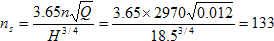 n_s = \frac{3.65n\sqrt{Q}}{H^{3/4}} = \frac{3.65×2970\sqrt{0.012}}{18.5^{3/4}} = 133